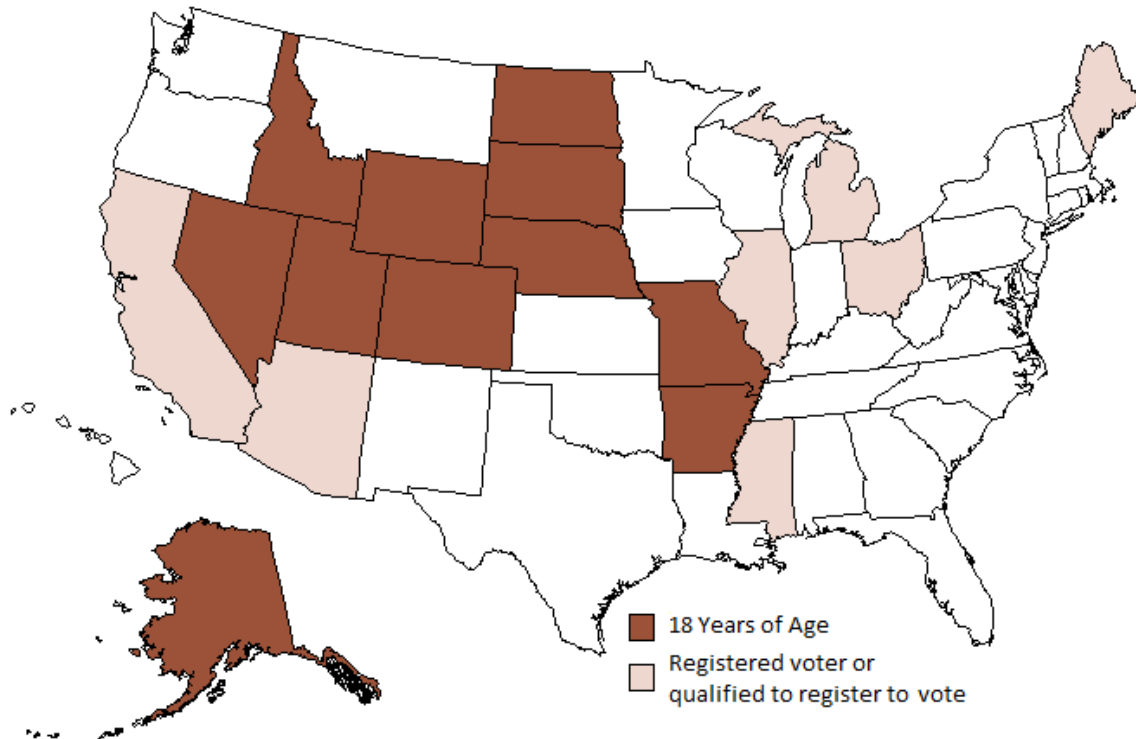 18 Years of Age
Registered voter or
qualified to register to vote